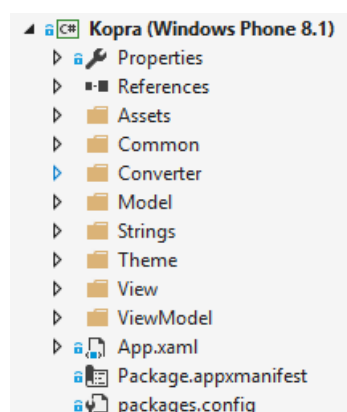 C# Kopra (Windows Phone 8.1)
Properties
References
Assets
Common
Converter
Model
Strings
Theme
View
ViewModel
App.xaml
Package.appxmanifest
packages.config